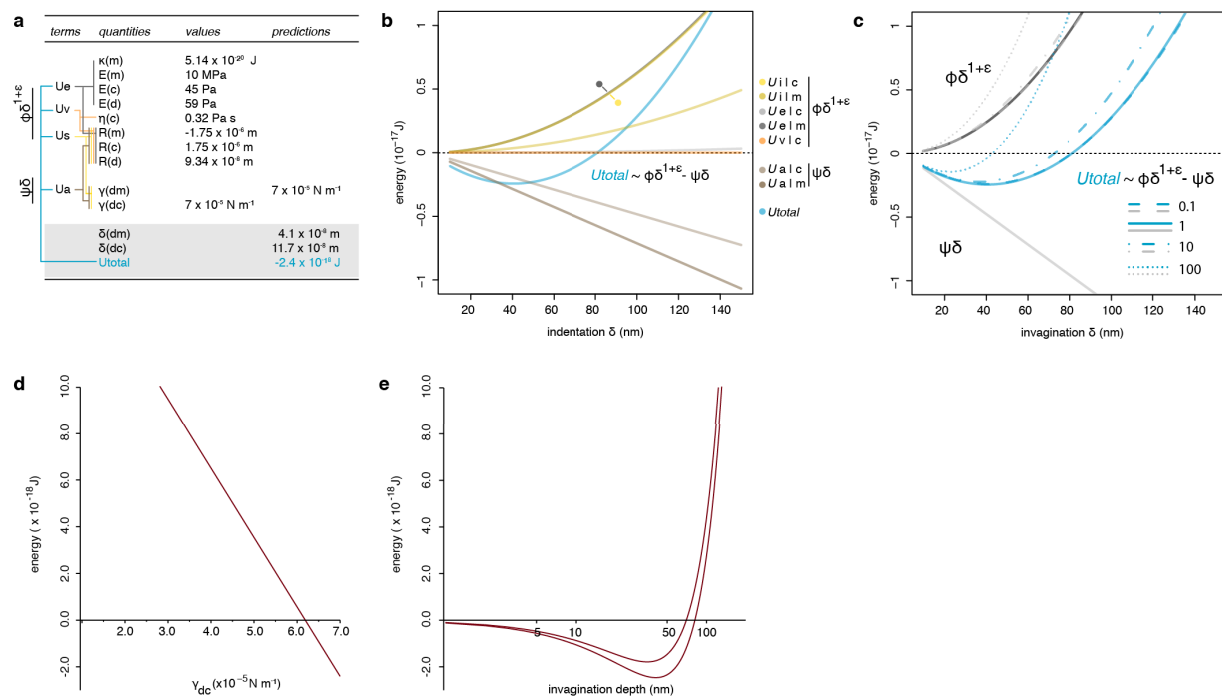 a
terms quantities values predictions
κ(m) 5.14 x 10⁻²⁰ J
E(m) 10 MPa
Ue E(c) 45 Pa
E(d) 59 Pa
Uv η(c) 0.32 Pa s
R(m) -1.75 x 10⁻⁶ m
Us R(c) 1.75 x 10⁻⁶ m
R(d) 9.34 x 10⁻⁶ m
ϕδ¹⁺ᵋ
Ua γ(dm) 7 x 10⁻⁵ N m⁻¹
γ(dc) 7 x 10⁻⁵ N m⁻¹
ψδ
δ(dm) 4.1 x 10⁻⁸ m
δ(dc) 11.7 x 10⁻⁸ m
Utotal -2.4 x 10⁻¹⁸ J
b
energy (10⁻¹⁷J)
1
0.5
0
−0.5
−1
20 40 60 80 100 120 140
indentation δ (nm)
Utotal ~ ϕδ¹⁺ᵋ - ψδ
U i l c
U i l m
U e l c
U e l m
U v l c
ϕδ¹⁺ᵋ
U a l c
U a l m
ψδ
Utotal
c
energy (10⁻¹⁷J)
1
0.5
0
−0.5
−1
20 40 60 80 100 120 140
invagination δ (nm)
ϕδ¹⁺ᵋ
Utotal ~ ϕδ¹⁺ᵋ - ψδ
ψδ
0.1
1
10
100
d
energy ( x 10⁻¹⁸J)
10.0
8.0
6.0
4.0
2.0
0.0
-2.0
2.0 3.0 4.0 5.0 6.0 7.0
γdc(x10⁻⁵N m⁻¹)
e
energy ( x 10⁻¹⁸J)
10.0
8.0
6.0
4.0
2.0
0.0
-2.0
5 10 50 100
invagination depth (nm)